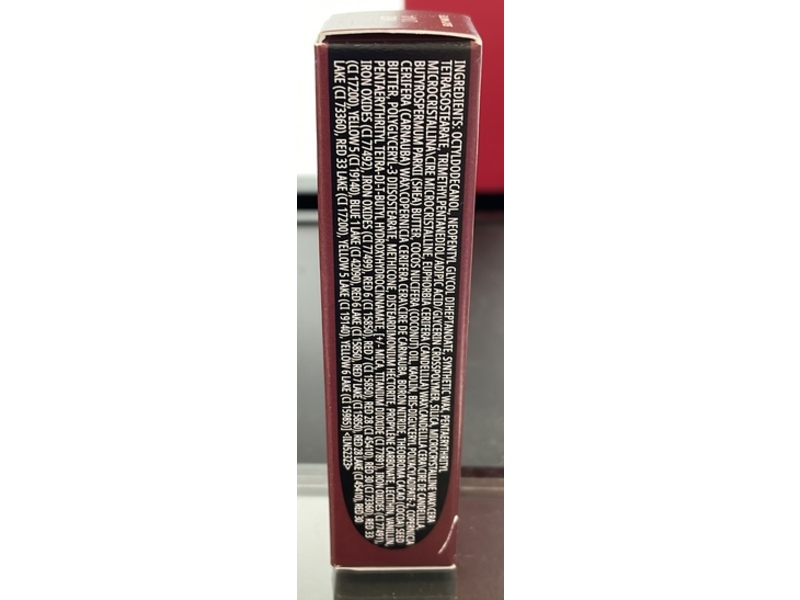 INGREDIENTS: OCTYLDODECANOL, NEOPENTYL GLYCOL DIHEPTANOATE, SYNTHETIC WAX, PENTAERYTHRITYL
TETRAISOSTEARATE, TRIMETHYLPENTANEDIOL/ADIPIC ACID/GLYCERIN CROSSPOLYMER, SILICA, MICROCRISTALLINE WAX/CERA
MICROCRISTALLINA/CIRE MICROCRISTALLINE, EUPHORBIA CERIFERA (CANDELILLA) WAX/CANDELILLA CERA/CIRE DE CANDELILLA
BUTYROSPERMUM PARKII (SHEA) BUTTER, COCOS NUCIFERA (COCONUT) OIL, KAOLIN, BIS-DIGLYCERYL POLYACYLADIPATE-2, COPERNICIA
CERIFERA (CARNAUBA) WAX/COPERNICIA CERIFERA CERA/CIRE DE CARNAUBA, BORON NITRIDE, THEOBROMA CACAO (COCOA) SEED
BUTTER, POLYGLYCERYL-3 DIISOSTEARATE, METHICONE, DISTEARDIMONIUM HECTORITE, PROPYLENE CARBONATE, LECITHIN, VANILLIN,
PENTAERYTHRITYL TETRA-DI-T-BUTYL HYDROXYHYDROCINNAMATE, [+/- MICA, TITANIUM DIOXIDE (CI 77891), IRON OXIDES (CI 77491),
IRON OXIDES (CI 77492), IRON OXIDES (CI 77499), RED 6 (CI 15850), RED 7 (CI 15850), RED 28 (CI 45410), RED 30 (CI 73360), RED 33
(CI 17200), YELLOW 5 (CI 19140), BLUE 1 LAKE (CI 42090), RED 6 LAKE (CI 15850), RED 7 LAKE (CI 15850), RED 28 LAKE (CI 45410), RED 30
LAKE (CI 73360), RED 33 LAKE (CI 17200), YELLOW 5 LAKE (CI 19140), YELLOW 6 LAKE (CI 15985)]